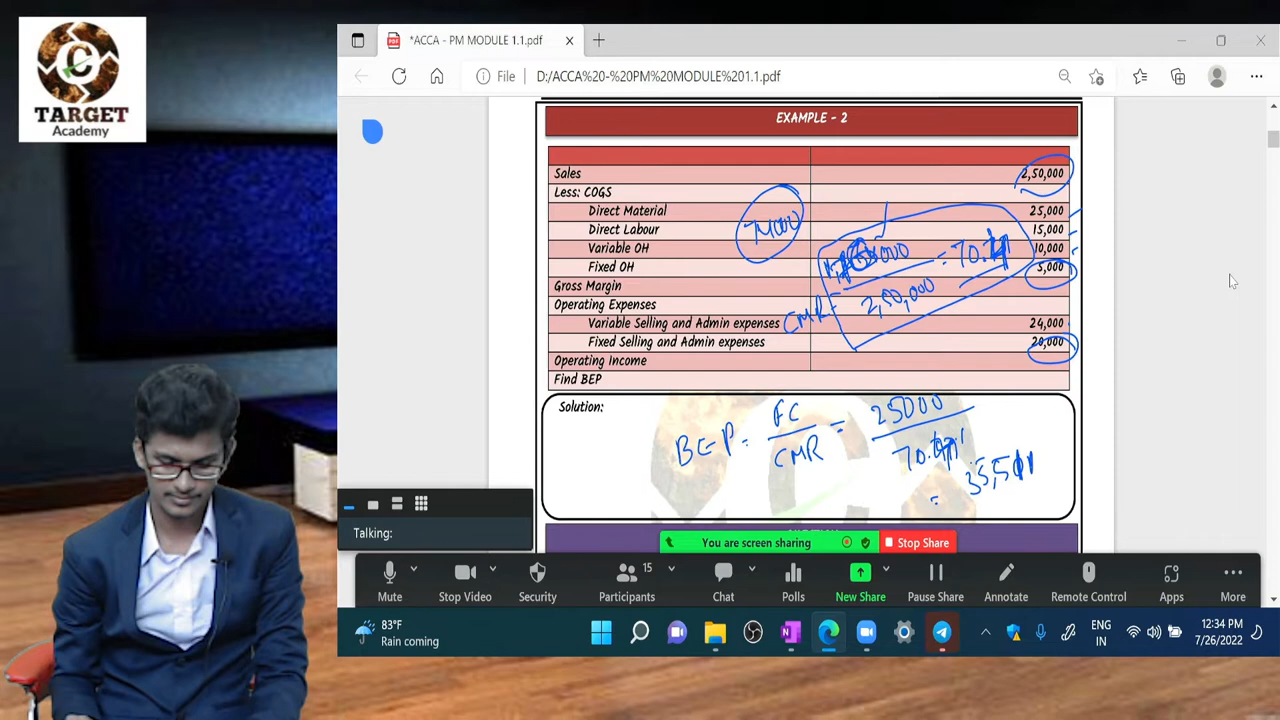 TARGET
Academy
*ACCA - PM MODULE 1.1.pdf
File D:/ACCA%20-%20PM%20MODULE%201.1.pdf
EXAMPLE - 2
Sales 2,50,000
Less: COGS
Direct Material 25,000
Direct Labour 15,000
Variable OH 10,000
Fixed OH 5,000
Gross Margin
Operating Expenses
Variable Selling and Admin expenses 24,000
Fixed Selling and Admin expenses 20,000
Operating Income
Find BEP
74000
CMR =
2,50,000
Solution:
BEP = FC = 25000
CMR
=
Talking:
You are screen sharing Stop Share
Mute Stop Video Security Participants 15 Chat Polls New Share Pause Share Annotate Remote Control Apps More
83°F
Rain coming
ENG
IN
12:34 PM
7/26/2022